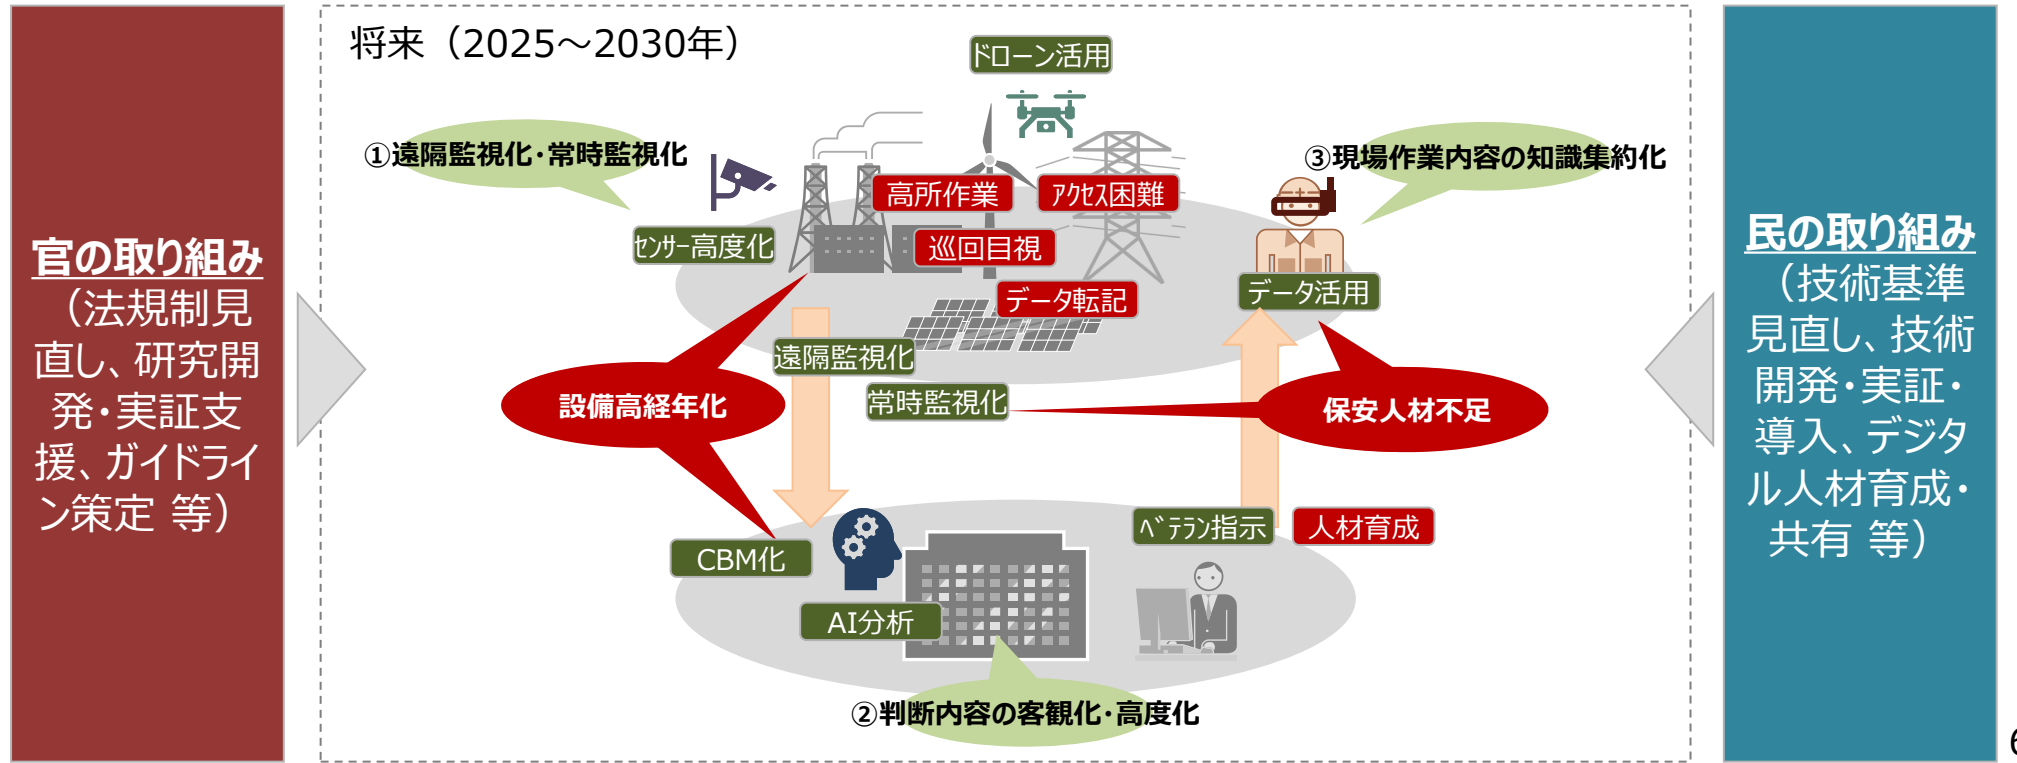 官の取り組み
（法規制見
直し、研究開
発・実証支
援、ガイドライ
ン策定 等）
将来（2025～2030年）
ドローン活用
①遠隔監視化・常時監視化
③現場作業内容の知識集約化
高所作業
アクセス困難
センサー高度化
巡回目視
データ転記
データ活用
遠隔監視化
常時監視化
設備高経年化
保安人材不足
ベテラン指示
人材育成
CBM化
AI分析
②判断内容の客観化・高度化
民の取り組み
（技術基準
見直し、技術
開発・実証・
導入、デジタ
ル人材育成・
共有 等）